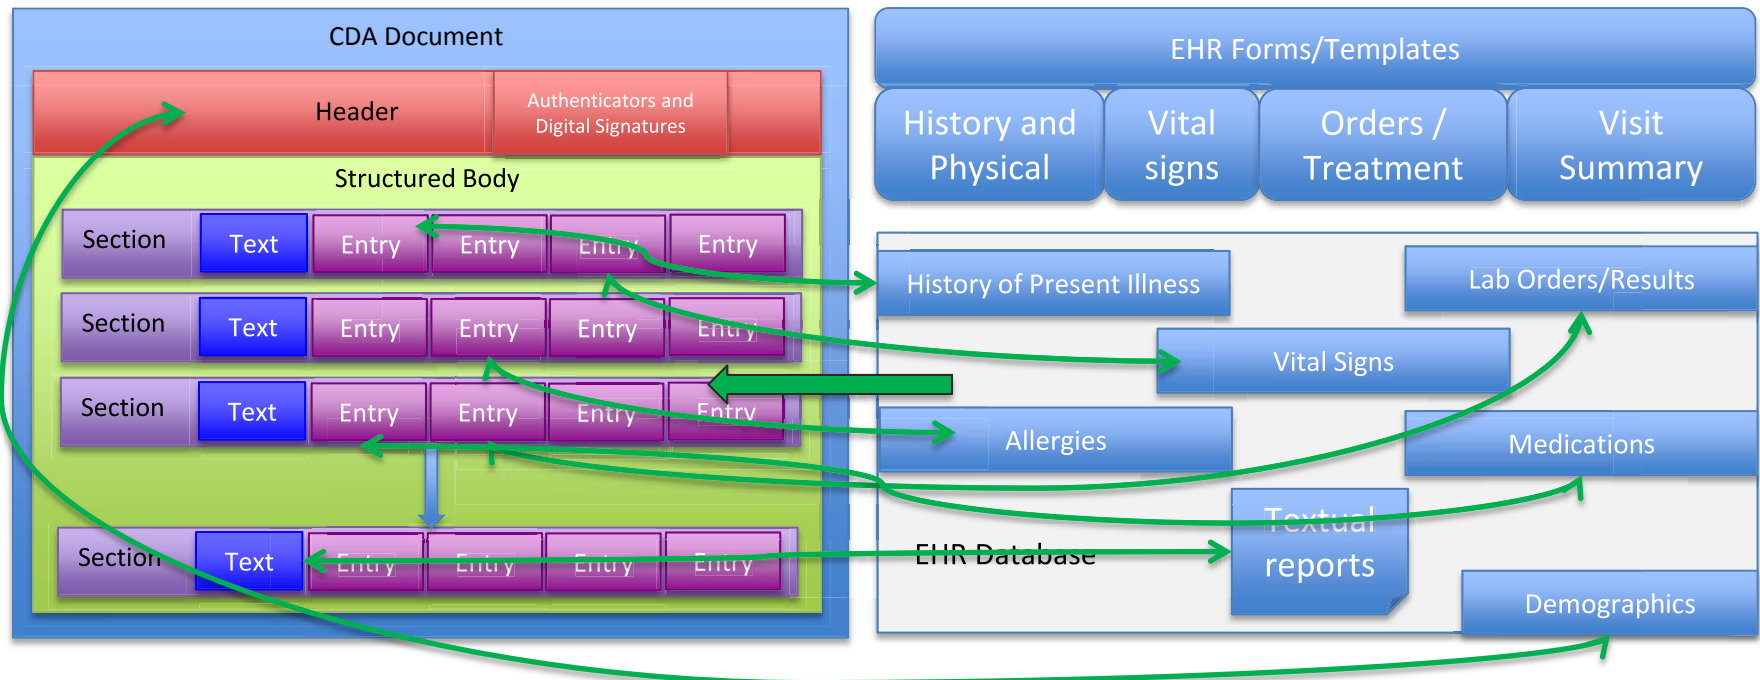 CDA Document
Header
Authenticators and
Digital Signatures
Structured Body
Section Text Entry Entry Entry Entry
Section Text Entry Entry Entry Entry
Section Text Entry Entry Entry Entry
Section Text Entry Entry Entry Entry
EHR Forms/Templates
History and
Physical
Vital
signs
Orders /
Treatment
Visit
Summary
History of Present Illness
Lab Orders/Results
Vital Signs
Allergies
Medications
Textual
reports
EHR Database
Demographics